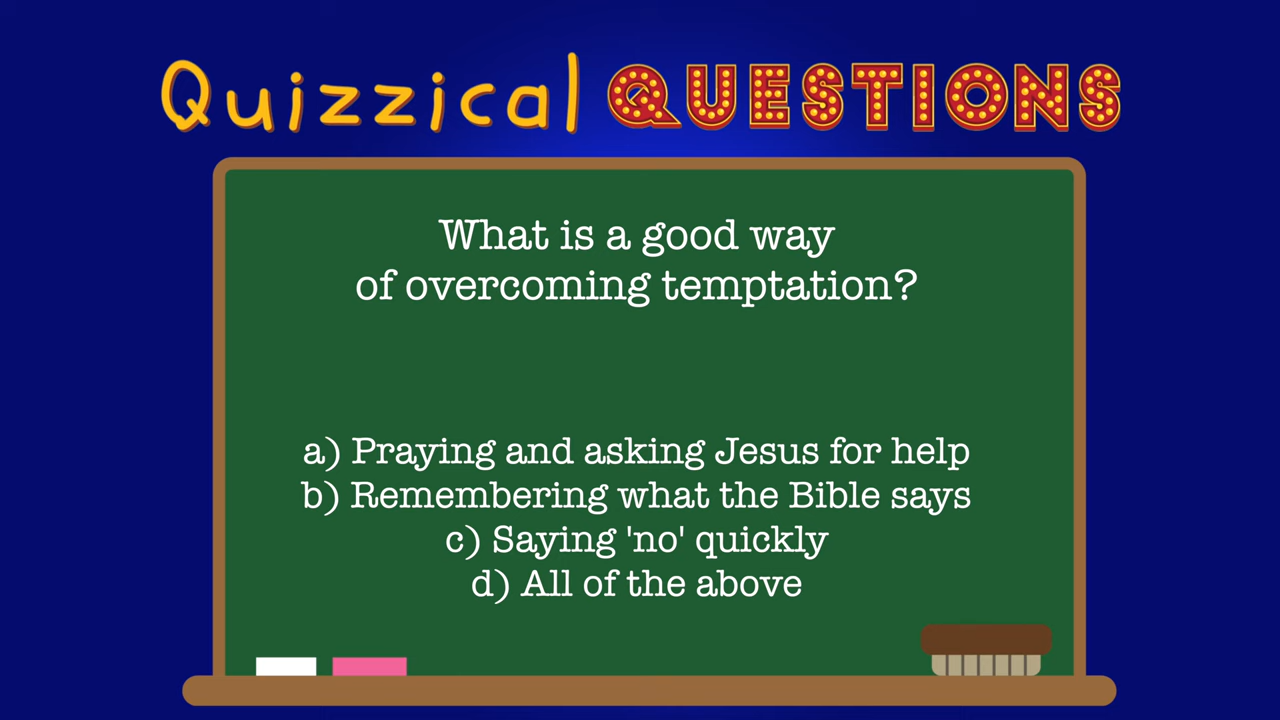 Quizzical QUESTIONS
What is a good way
of overcoming temptation?
a) Praying and asking Jesus for help
b) Remembering what the Bible says
c) Saying 'no' quickly
d) All of the above